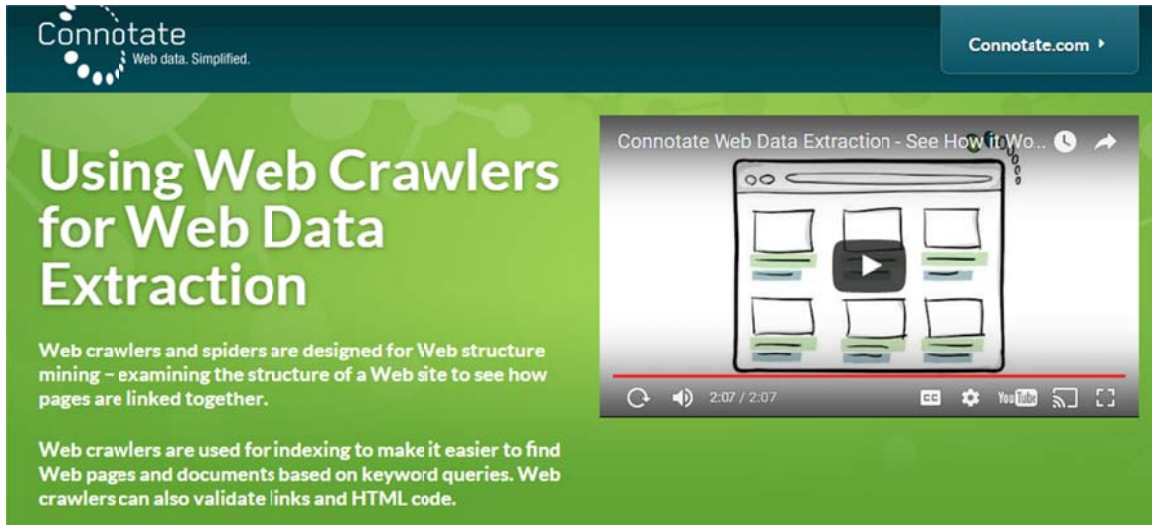 Connotate
Web data. Simplified.
Connotate.com
Using Web Crawlers
for Web Data
Extraction
Web crawlers and spiders are designed for Web structure
mining – examining the structure of a Web site to see how
pages are linked together.
Web crawlers are used for indexing to make it easier to find
Web pages and documents based on keyword queries. Web
crawlers can also validate links and HTML code.
Connotate Web Data Extraction - See How it Wo...
2:07 / 2:07
CC
YouTube